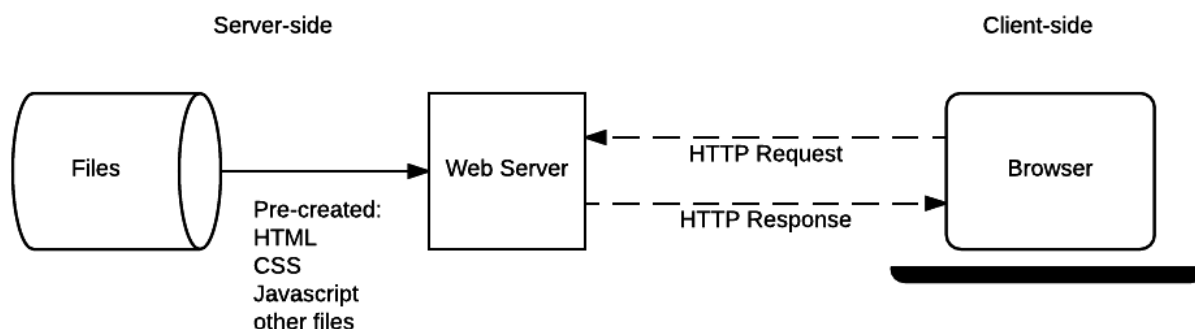 Server-side
Client-side
Files
Web Server
HTTP Request
Browser
HTTP Response
Pre-created:
HTML
CSS
Javascript
other files